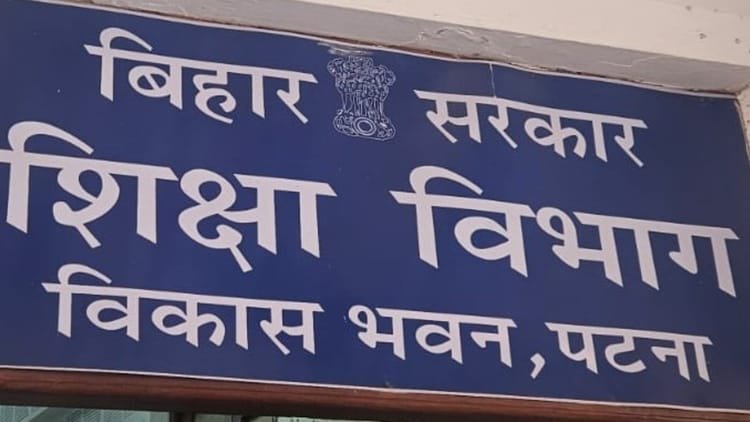 बिहार सरकार
शिक्षा विभाग
विकास भवन, पटना